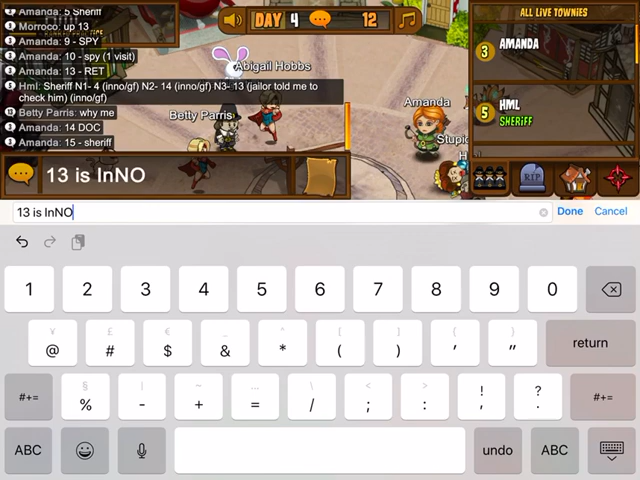 Amanda: 5 Sheriff
Morroco: up 13
Amanda: 9 - SPY
Amanda: 10 - spy (1 visit)
Amanda: 13 - RET
Hml: Sheriff N1- 4 (inno/gf) N2- 14 (inno/gf) N3- 13 (jailor told me to
check him) (inno/gf)
Betty Parris: why me
Amanda: 14 DOC
Amanda: 15 - sheriff
DAY 4
12
Abigail Hobbs
Betty Parris
Amanda
Stupid
H
ALL LIVE TOWNIES
3 AMANDA
5 HML
SHERIFF
RIP
13 is InNO
13 is InNO
Done
Cancel
1 2 3 4 5 6 7 8 9 0
¥ £ € _ ^ [ ] { }
@ # $ & * ( ) ' " return
§ | ~ … \ < > ! ?
#+= % - + = / ; : , . #+=
ABC undo ABC